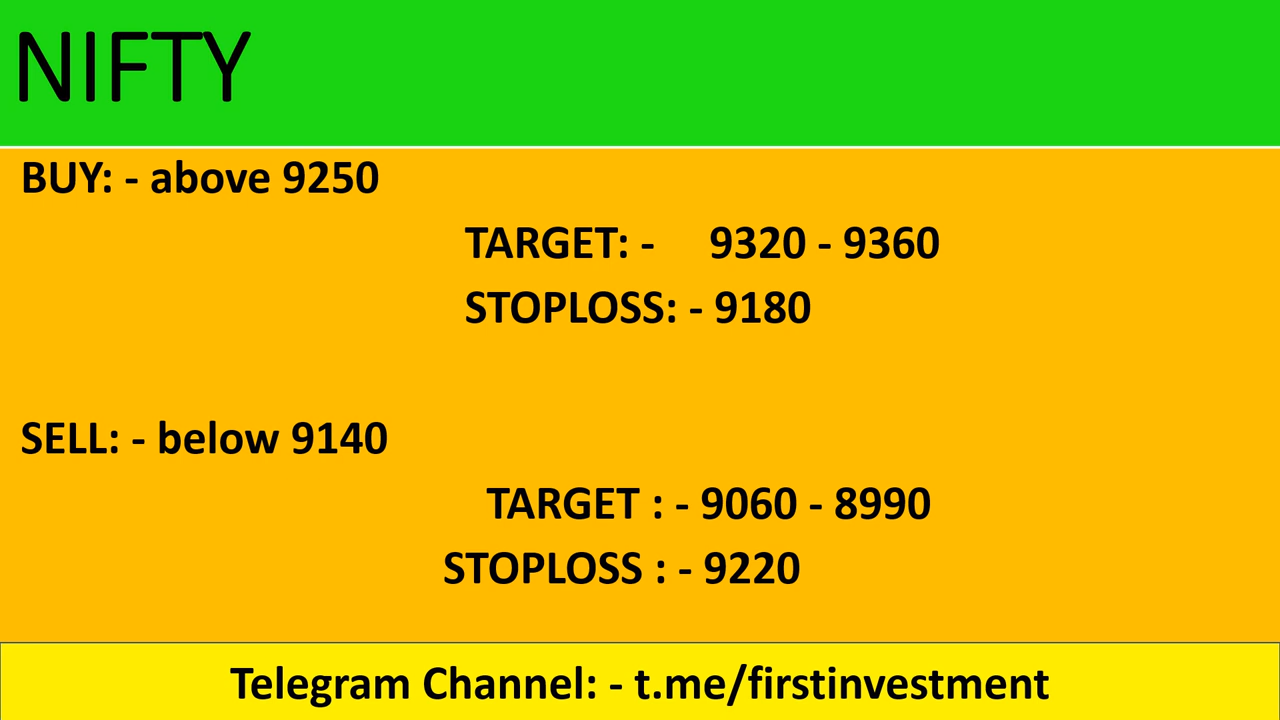 NIFTY
BUY: - above 9250
TARGET: - 9320 - 9360
STOPLOSS: - 9180
SELL: - below 9140
TARGET : - 9060 - 8990
STOPLOSS : - 9220
Telegram Channel: - t.me/firstinvestment